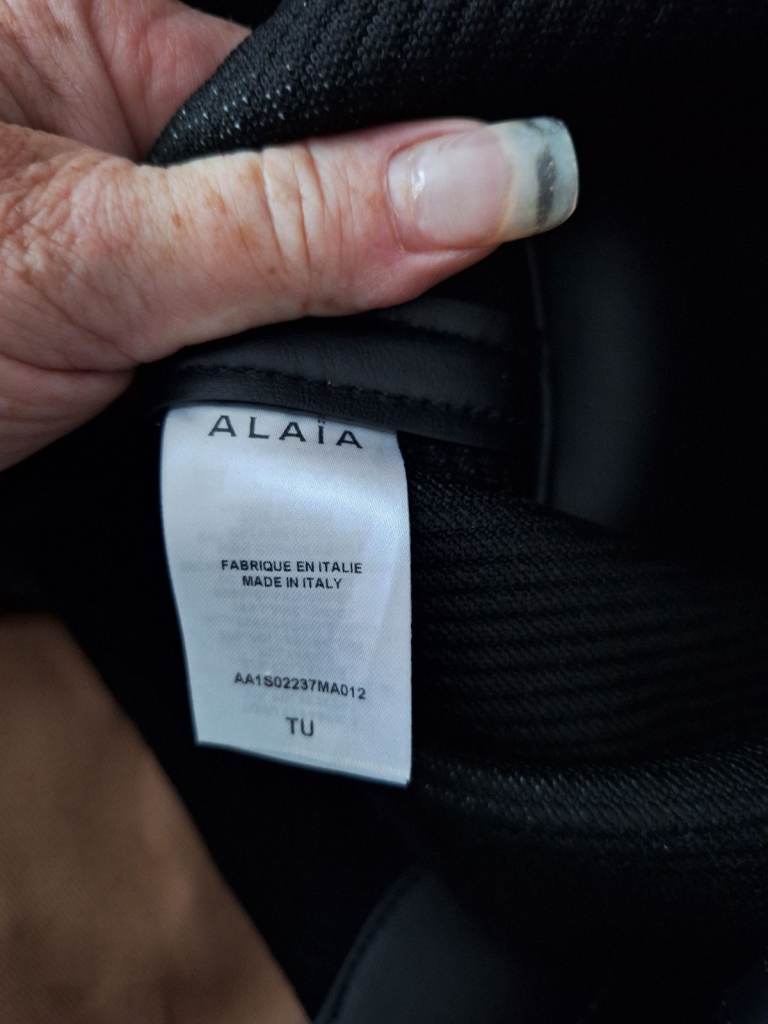 ALAÏA
FABRIQUE EN ITALIE
MADE IN ITALY
AA1S02237MA012
TU